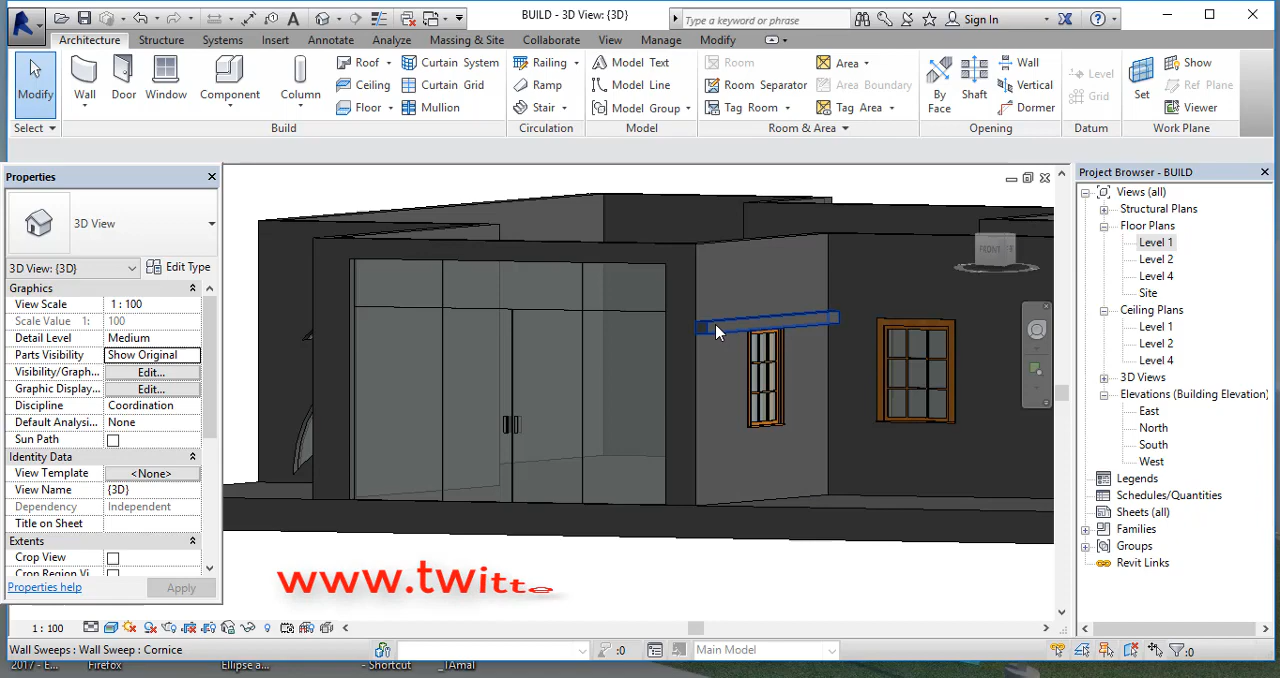 BUILD - 3D View: {3D}
Type a keyword or phrase
Sign In
Architecture Structure Systems Insert Annotate Analyze Massing & Site Collaborate View Manage Modify
Modify
Wall
Door
Window
Component
Column
Roof
Ceiling
Floor
Curtain System
Curtain Grid
Mullion
Railing
Ramp
Stair
Model Text
Model Line
Model Group
Room
Room Separator
Tag Room
Area
Area Boundary
Tag Area
By Face
Shaft
Wall
Vertical
Dormer
Level
Grid
Set
Show
Ref Plane
Viewer
Select
Build
Circulation
Model
Room & Area
Opening
Datum
Work Plane
Properties
3D View
3D View: {3D}
Edit Type
Graphics
View Scale 1 : 100
Scale Value 1: 100
Detail Level Medium
Parts Visibility Show Original
Visibility/Graph... Edit...
Graphic Display... Edit...
Discipline Coordination
Default Analysi... None
Sun Path
Identity Data
View Template <None>
View Name {3D}
Dependency Independent
Title on Sheet
Extents
Crop View
Crop Region Vi
Properties help
Apply
FRONT
www.twitt
Project Browser - BUILD
Views (all)
Structural Plans
Floor Plans
Level 1
Level 2
Level 4
Site
Ceiling Plans
Level 1
Level 2
Level 4
3D Views
Elevations (Building Elevation)
East
North
South
West
Legends
Schedules/Quantities
Sheets (all)
Families
Groups
Revit Links
1 : 100
Wall Sweeps : Wall Sweep : Cornice
:0
Main Model
:0
2017 - E...
Firefox
Ellipse a...
- Shortcut
_TAmal